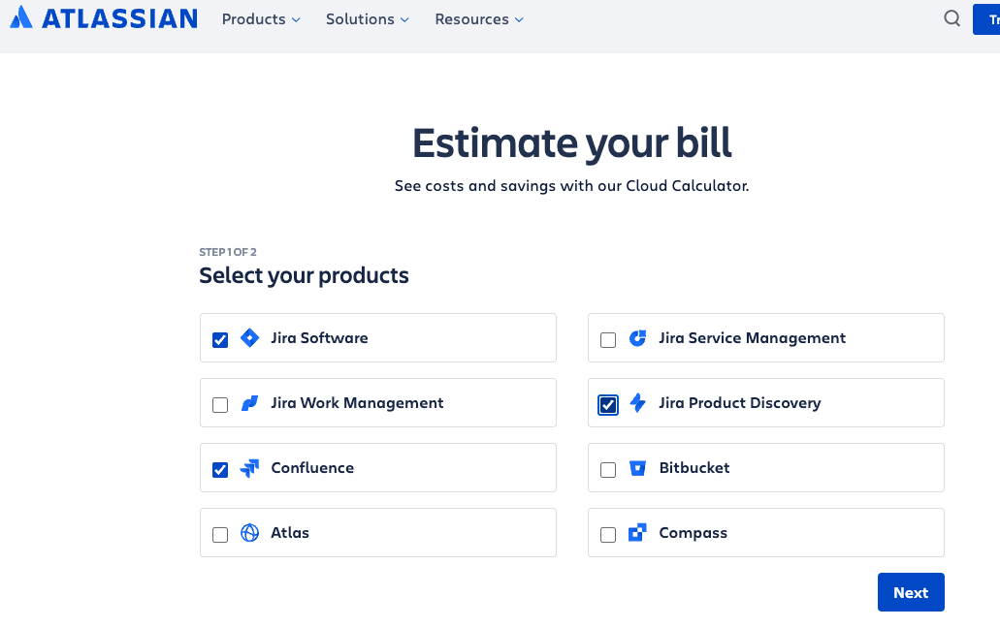 ATLASSIAN Products Solutions Resources Tr
Estimate your bill
See costs and savings with our Cloud Calculator.
STEP 1 OF 2
Select your products
Jira Software
Jira Service Management
Jira Work Management
Jira Product Discovery
Confluence
Bitbucket
Atlas
Compass
Next